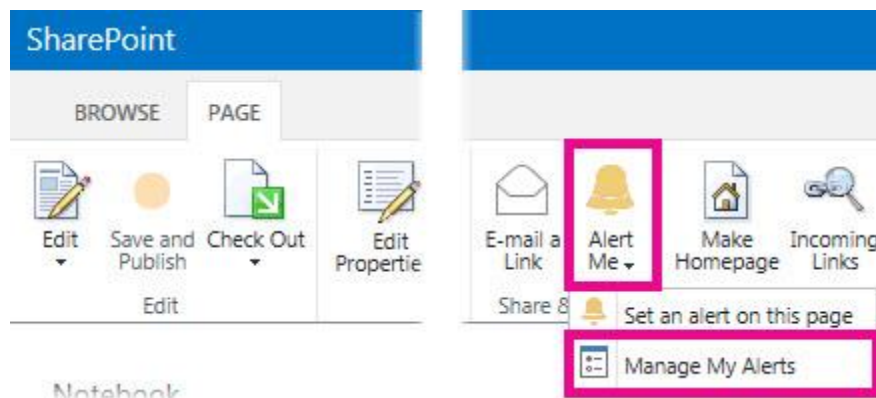 SharePoint
BROWSE PAGE
Edit
Save and
Publish
Check Out
Edit
Propertie
E-mail a
Link
Alert
Me
Make
Homepage
Incoming
Links
Edit
Share &
Set an alert on this page
Manage My Alerts
Notebook